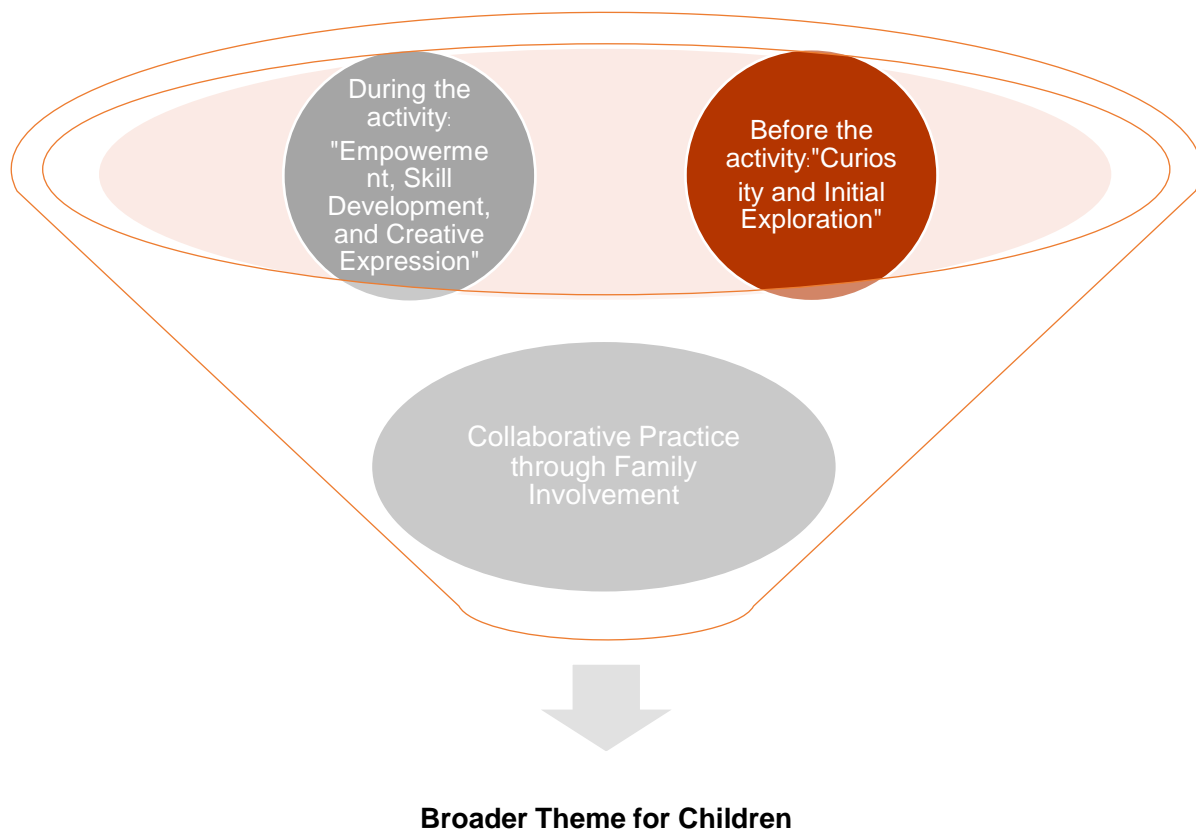 During the
activity:
"Empowerme
nt, Skill
Development,
and Creative
Expression"
Before the
activity:"Curios
ity and Initial
Exploration"
Collaborative Practice
through Family
Involvement
Broader Theme for Children